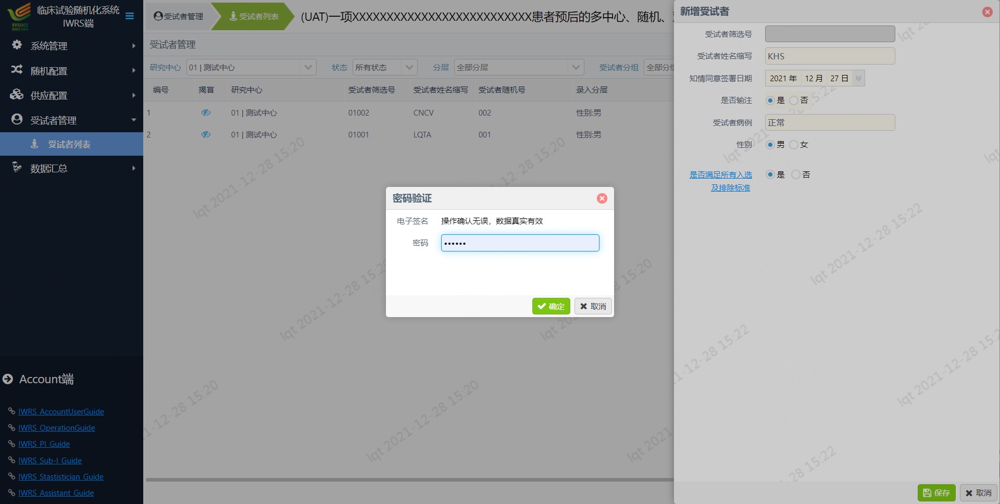 临床试验随机化系统
IWRS端
SYSUCC
系统管理
随机配置
供应配置
受试者管理
受试者列表
数据汇总
Account端
IWRS_AccountUserGuide
IWRS_OperationGuide
IWRS_PI_Guide
IWRS_Sub-I_Guide
IWRS_Stastistician_Guide
IWRS_Assistant_Guide
受试者管理 受试者列表 (UAT)一项XXXXXXXXXXXXXXXXXXXXXXXXXX患者预后的多中心、随机、
受试者管理
研究中心 01 | 测试中心 状态 所有状态 分层 全部分层 受试者分组 全部分
编号 揭盲 研究中心 受试者筛选号 受试者姓名缩写 受试者随机号 录入分层
1 01 | 测试中心 01002 CNCV 002 性别:男
2 01 | 测试中心 01001 LQTA 001 性别:男
密码验证
电子签名 操作确认无误，数据真实有效
密码 ••••••
确定 取消
新增受试者
受试者筛选号
受试者姓名缩写 KHS
知情同意签署日期 2021 年 12 月 27 日
是否输注 是 否
受试者病例 正常
性别 男 女
是否满足所有入选 是 否
及排除标准
保存 取消
lqt 2021-12-28 15:20
lqt 2021-12-28 15:22